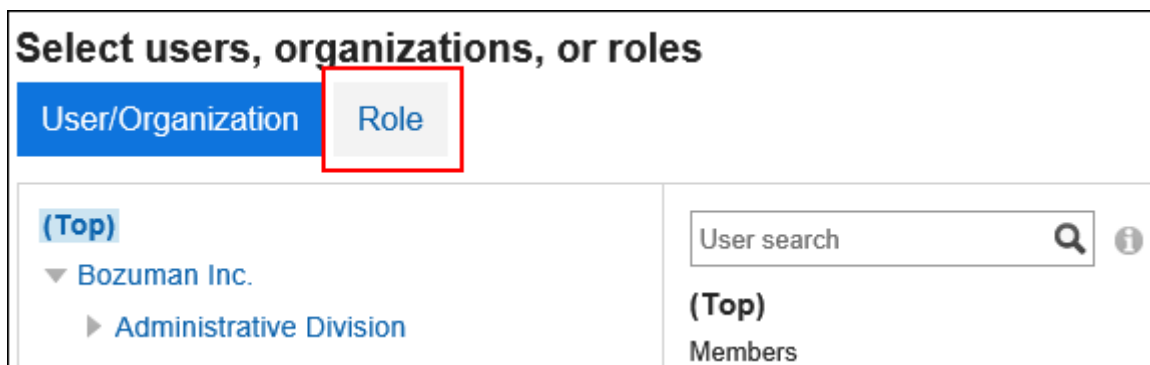 Select users, organizations, or roles
User/Organization
Role
(Top)
Bozuman Inc.
Administrative Division
User search
(Top)
Members